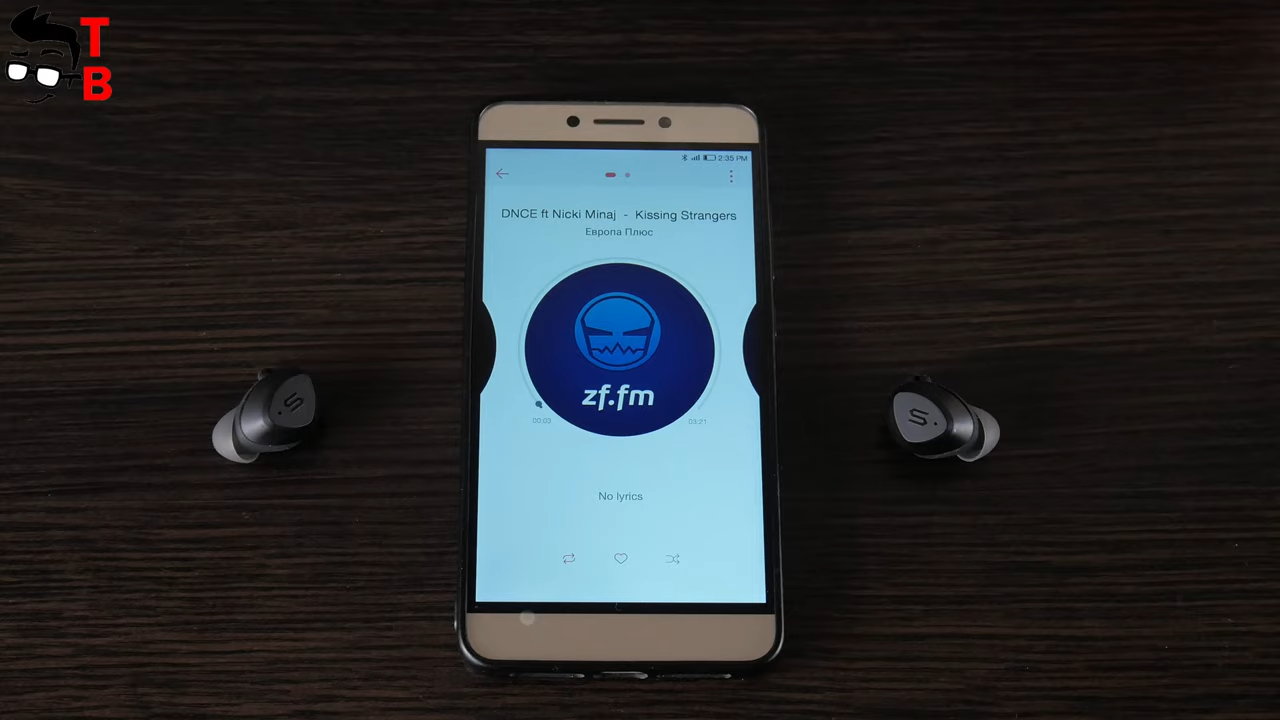 T
B
2:35 PM
DNCE ft Nicki Minaj - Kissing Strangers
Европа Плюс
zf.fm
00:03
03:21
No lyrics
S
S